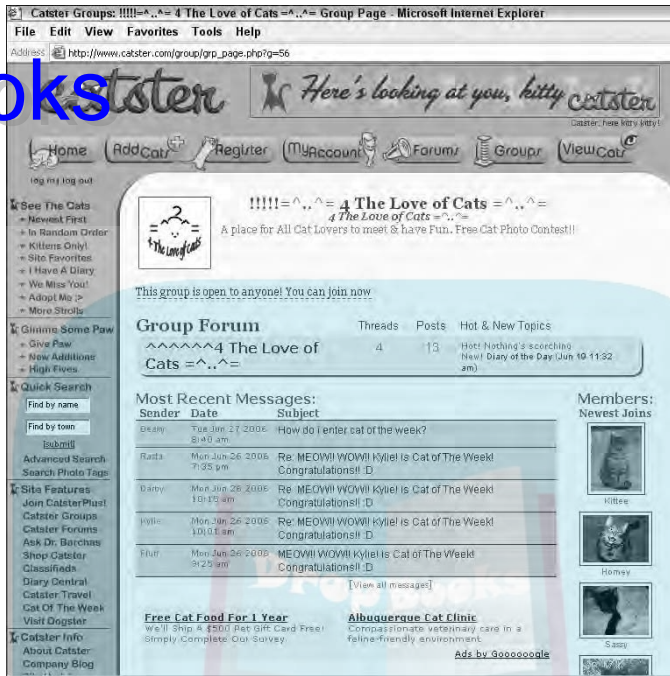 Catster Groups: !!!!!=^..^= 4 The Love of Cats =^..^= Group Page - Microsoft Internet Explorer
File Edit View Favorites Tools Help
Address http://www.catster.com/group/grp_page.php?g=56
oks
catster
Here's looking at you, kitty catster
Catster, here kitty kitty!
Home Add Cats Register My Account Forums Groups View Cats
log in | log out
See The Cats
Newest First
In Random Order
Kittens Only!
Site Favorites
I Have A Diary
We Miss You!
Adopt Me :>
More Strolls
Gimme Some Paw
Give Paw
New Additions
High Fives
Quick Search
Find by name
Find by town
Submit
Advanced Search
Search Photo Tags
Site Features
Join CatsterPlus!
Catster Groups
Catster Forums
Ask Dr. Barchas
Shop Catster
Classifieds
Diary Central
Catster Travel
Cat Of The Week
Visit Dogster
Catster Info
About Catster
Company Blog
4 The Love of Cats
!!!!!=^..^= 4 The Love of Cats =^..^=
4 The Love of Cats =^..^=
A place for All Cat Lovers to meet & have Fun. Free Cat Photo Contest!!
This group is open to anyone! You can join now
Group Forum Threads Posts Hot & New Topics
^^^^^^4 The Love of Cats =^..^= 4 13 Hot! Nothing's scorching
New! Diary of the Day (Jun 19 11:32 am)
Most Recent Messages:
Sender Date Subject
Tue Jun 27 2006 8:40 am How do I enter cat of the week?
Rasta Mon Jun 26 2006 7:35 pm Re: MEOW!! WOW!! Kylie! is Cat Of The Week! Congratulations!! :D
Mon Jun 26 2006 10:15 am Re: MEOW!! WOW!! Kylie! is Cat Of The Week! Congratulations!! :D
Mon Jun 26 2006 10:01 am Re: MEOW!! WOW!! Kylie! is Cat Of The Week! Congratulations!! :D
Mon Jun 26 2006 9:25 am MEOW!! WOW!! Kylie! is Cat Of The Week! Congratulations!! :D
[View all messages]
Drop Books
Free Cat Food For 1 Year
We'll Ship A $500 Pet Gift Card Free!
Simply Complete Our Survey.
Albuquerque Cat Clinic
Compassionate veterinary care in a
feline-friendly environment.
Ads by Goooooogle
Members:
Newest Joins
Kittee
Homey
Sassy